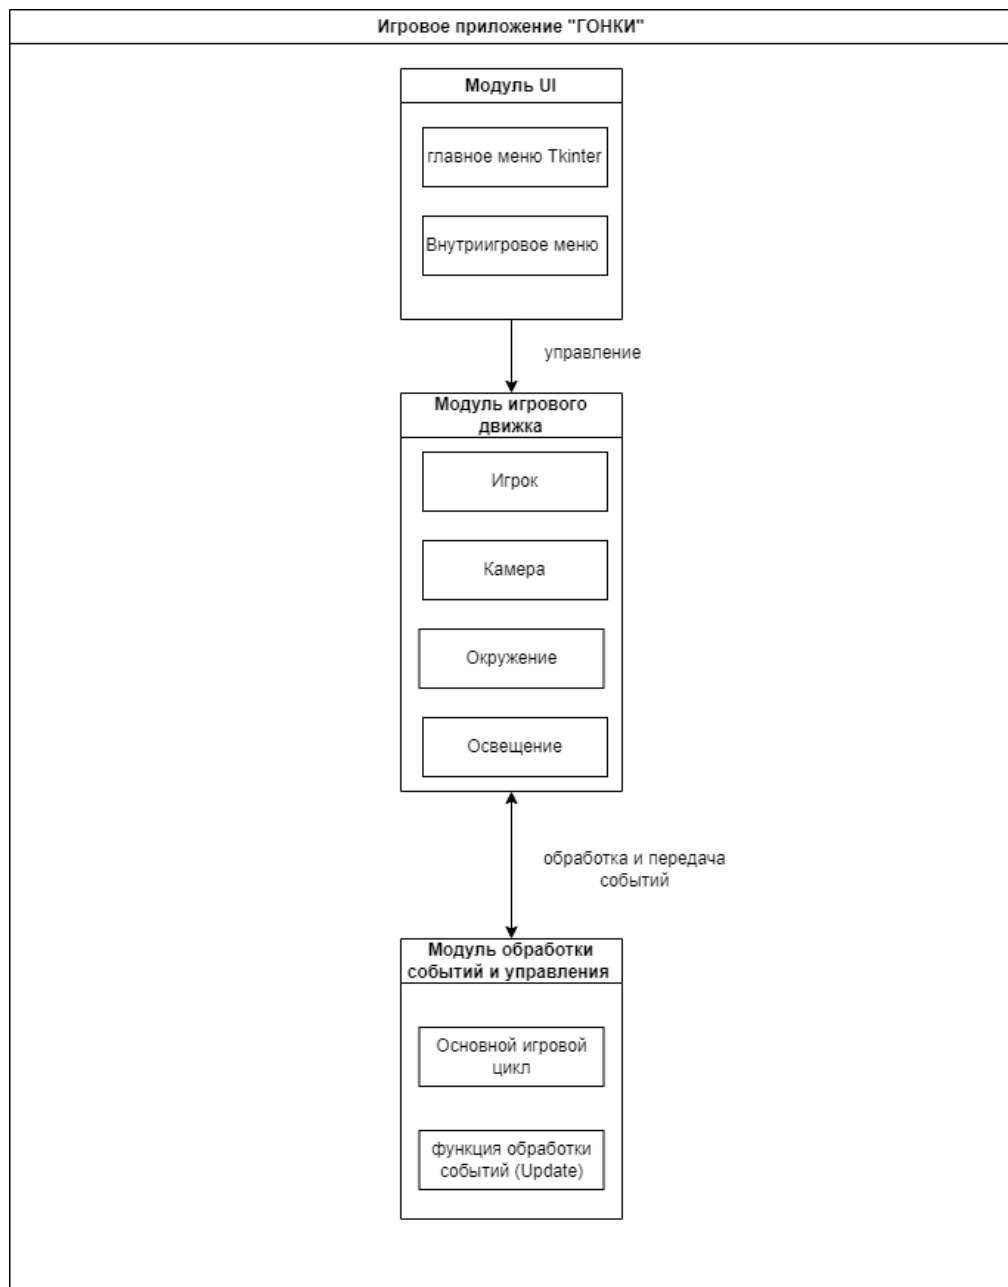 Игровое приложение "ГОНКИ"
Модуль UI
главное меню Tkinter
Внутриигровое меню
управление
Модуль игрового
движка
Игрок
Камера
Окружение
Освещение
обработка и передача
событий
Модуль обработки
событий и управления
Основной игровой
цикл
функция обработки
событий (Update)